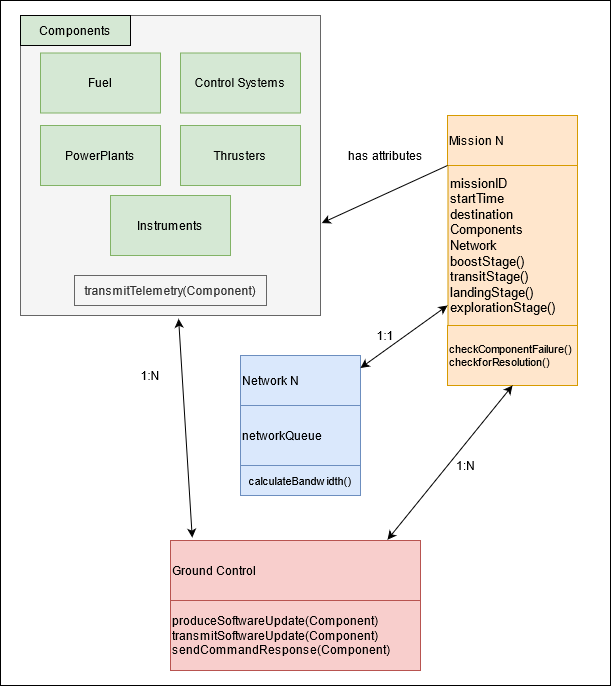 Components
Fuel
Control Systems
PowerPlants
Thrusters
Instruments
transmitTelemetry(Component)
has attributes
Mission N
missionID
startTime
destination
Components
Network
boostStage()
transitStage()
landingStage()
explorationStage()
checkComponentFailure()
checkforResolution()
1:1
1:N
Network N
networkQueue
calculateBandwidth()
1:N
Ground Control
produceSoftwareUpdate(Component)
transmitSoftwareUpdate(Component)
sendCommandResponse(Component)